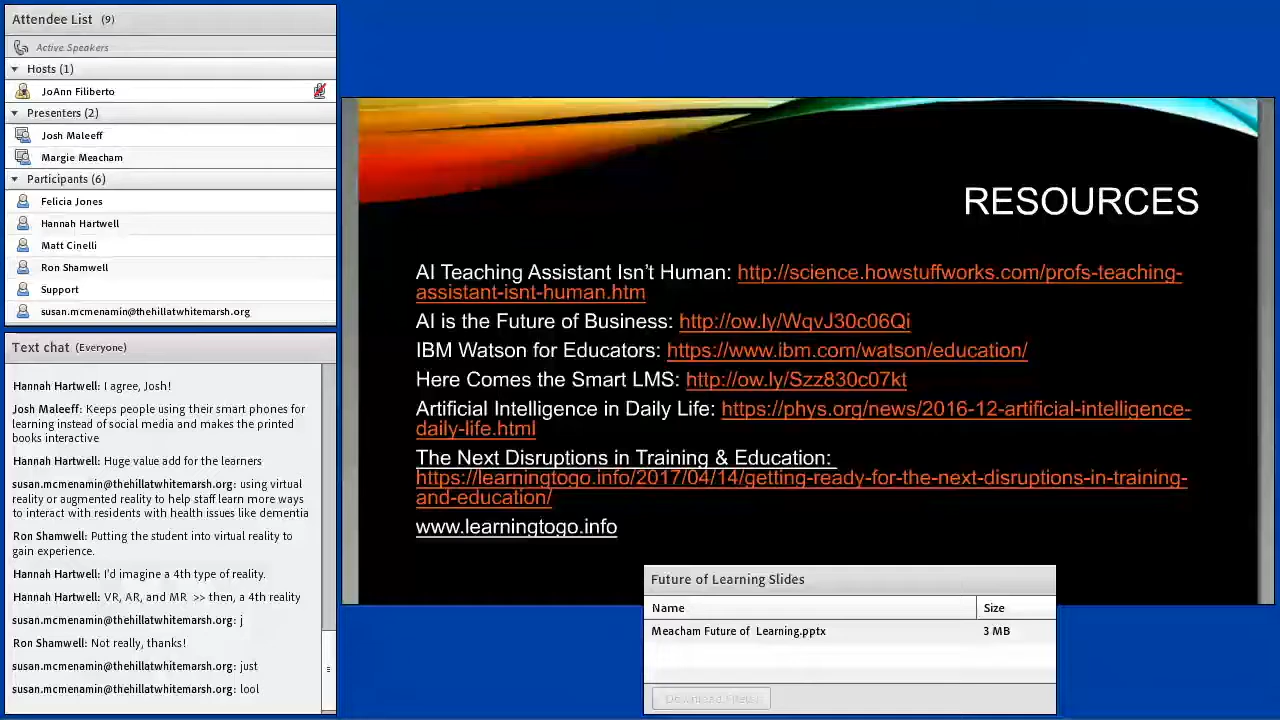 Attendee List (9)
Active Speakers
Hosts (1)
JoAnn Filiberto
Presenters (2)
Josh Maleeff
Margie Meacham
Participants (6)
Felicia Jones
Hannah Hartwell
Matt Cinelli
Ron Shamwell
Support
susan.mcmenamin@thehillatwhitemarsh.org
Text chat (Everyone)
Hannah Hartwell: I agree, Josh!
Josh Maleeff: Keeps people using their smart phones for
learning instead of social media and makes the printed
books interactive
Hannah Hartwell: Huge value add for the learners
susan.mcmenamin@thehillatwhitemarsh.org: using virtual
reality or augmented reality to help staff learn more ways
to interact with residents with health issues like dementia
Ron Shamwell: Putting the student into virtual reality to
gain experience.
Hannah Hartwell: I'd imagine a 4th type of reality.
Hannah Hartwell: VR, AR, and MR >> then, a 4th reality
susan.mcmenamin@thehillatwhitemarsh.org: j
Ron Shamwell: Not really, thanks!
susan.mcmenamin@thehillatwhitemarsh.org: just
susan.mcmenamin@thehillatwhitemarsh.org: lool
RESOURCES
AI Teaching Assistant Isn't Human: http://science.howstuffworks.com/profs-teaching-
assistant-isnt-human.htm
AI is the Future of Business: http://ow.ly/WqvJ30c06Qi
IBM Watson for Educators: https://www.ibm.com/watson/education/
Here Comes the Smart LMS: http://ow.ly/Szz830c07kt
Artificial Intelligence in Daily Life: https://phys.org/news/2016-12-artificial-intelligence-
daily-life.html
The Next Disruptions in Training & Education:
https://learningtogo.info/2017/04/14/getting-ready-for-the-next-disruptions-in-training-
and-education/
www.learningtogo.info
Future of Learning Slides
Name Size
Meacham Future of Learning.pptx 3 MB
Download File(s)